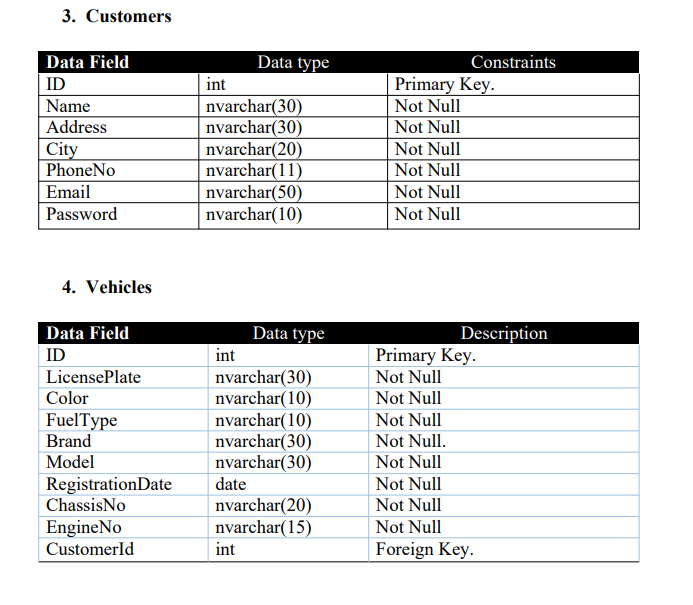 3. Customers
Data Field Data type Constraints
ID int Primary Key.
Name nvarchar(30) Not Null
Address nvarchar(30) Not Null
City nvarchar(20) Not Null
PhoneNo nvarchar(11) Not Null
Email nvarchar(50) Not Null
Password nvarchar(10) Not Null
4. Vehicles
Data Field Data type Description
ID int Primary Key.
LicensePlate nvarchar(30) Not Null
Color nvarchar(10) Not Null
FuelType nvarchar(10) Not Null
Brand nvarchar(30) Not Null.
Model nvarchar(30) Not Null
RegistrationDate date Not Null
ChassisNo nvarchar(20) Not Null
EngineNo nvarchar(15) Not Null
CustomerId int Foreign Key.